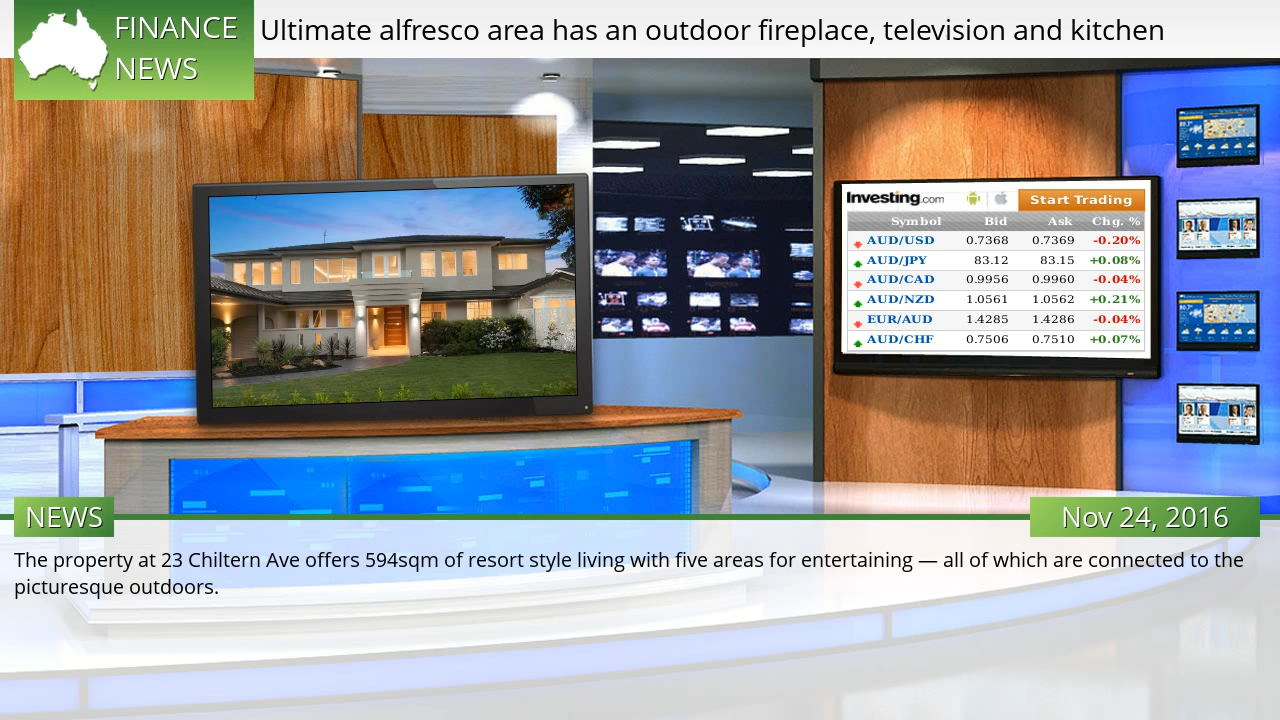 FINANCE
NEWS
Ultimate alfresco area has an outdoor fireplace, television and kitchen
Investing.com
Start Trading
Symbol Bid Ask Chg. %
AUD/USD 0.7368 0.7369 -0.20%
AUD/JPY 83.12 83.15 +0.08%
AUD/CAD 0.9956 0.9960 -0.04%
AUD/NZD 1.0561 1.0562 +0.21%
EUR/AUD 1.4285 1.4286 -0.04%
AUD/CHF 0.7506 0.7510 +0.07%
NEWS
Nov 24, 2016
The property at 23 Chiltern Ave offers 594sqm of resort style living with five areas for entertaining — all of which are connected to the
picturesque outdoors.